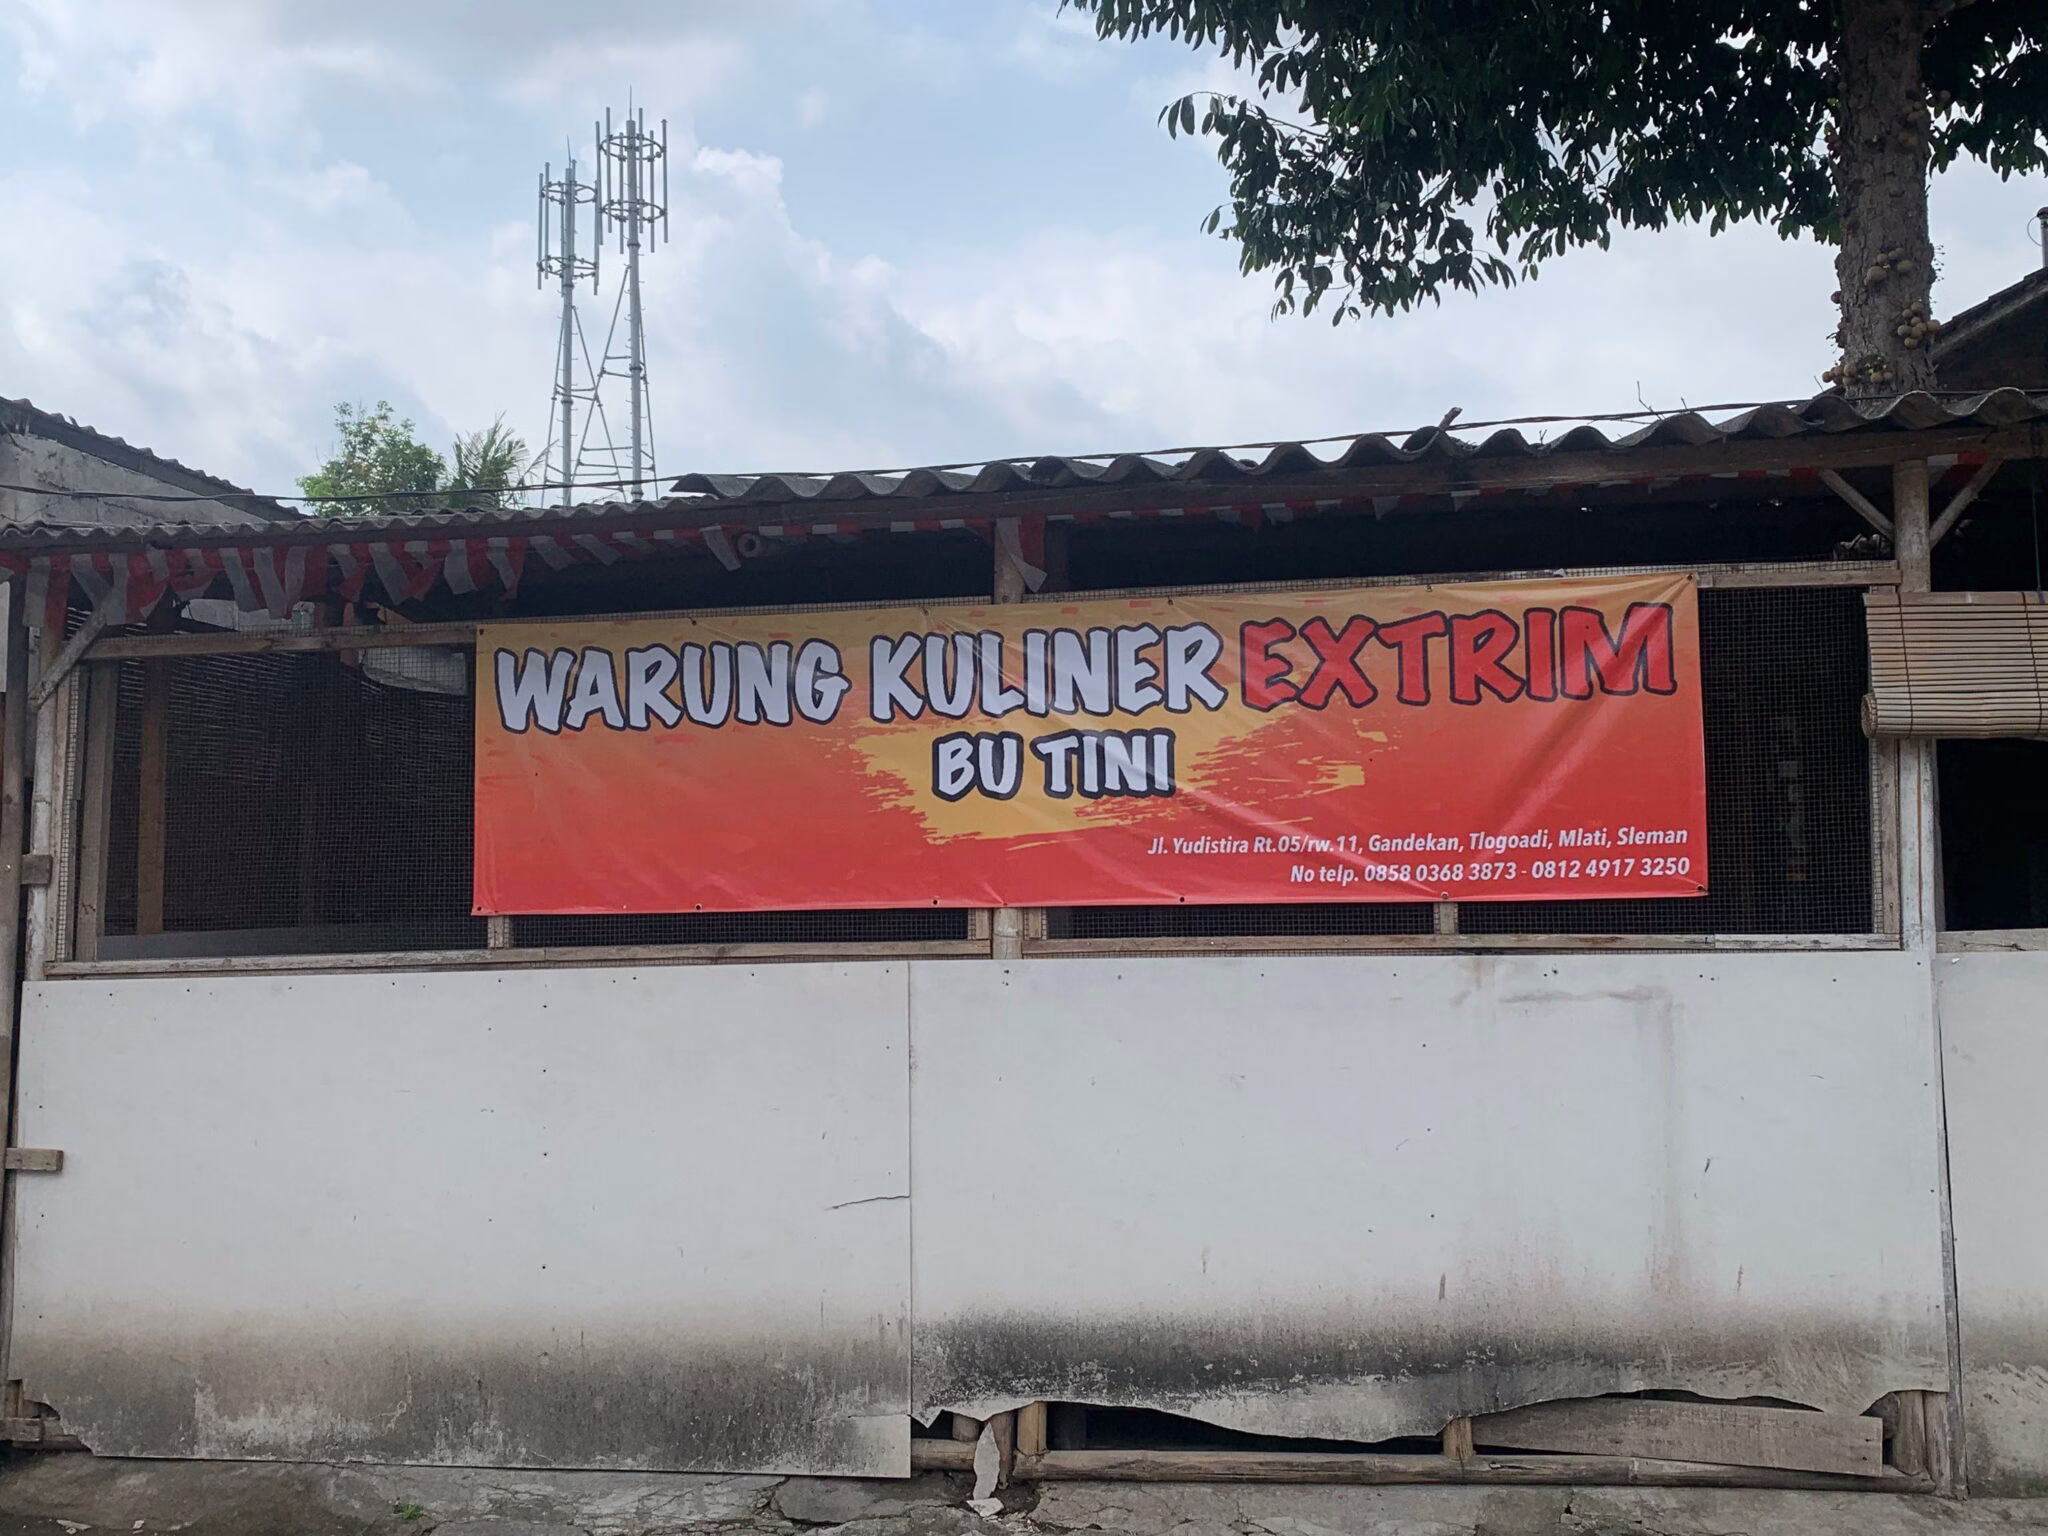 WARUNG KULINER EXTRIM
BU TINI
Jl. Yudistira Rt.05/rw.11, Gandekan, Tlogoadi, Mlati, Sleman
No telp. 0858 0368 3873 - 0812 4917 3250